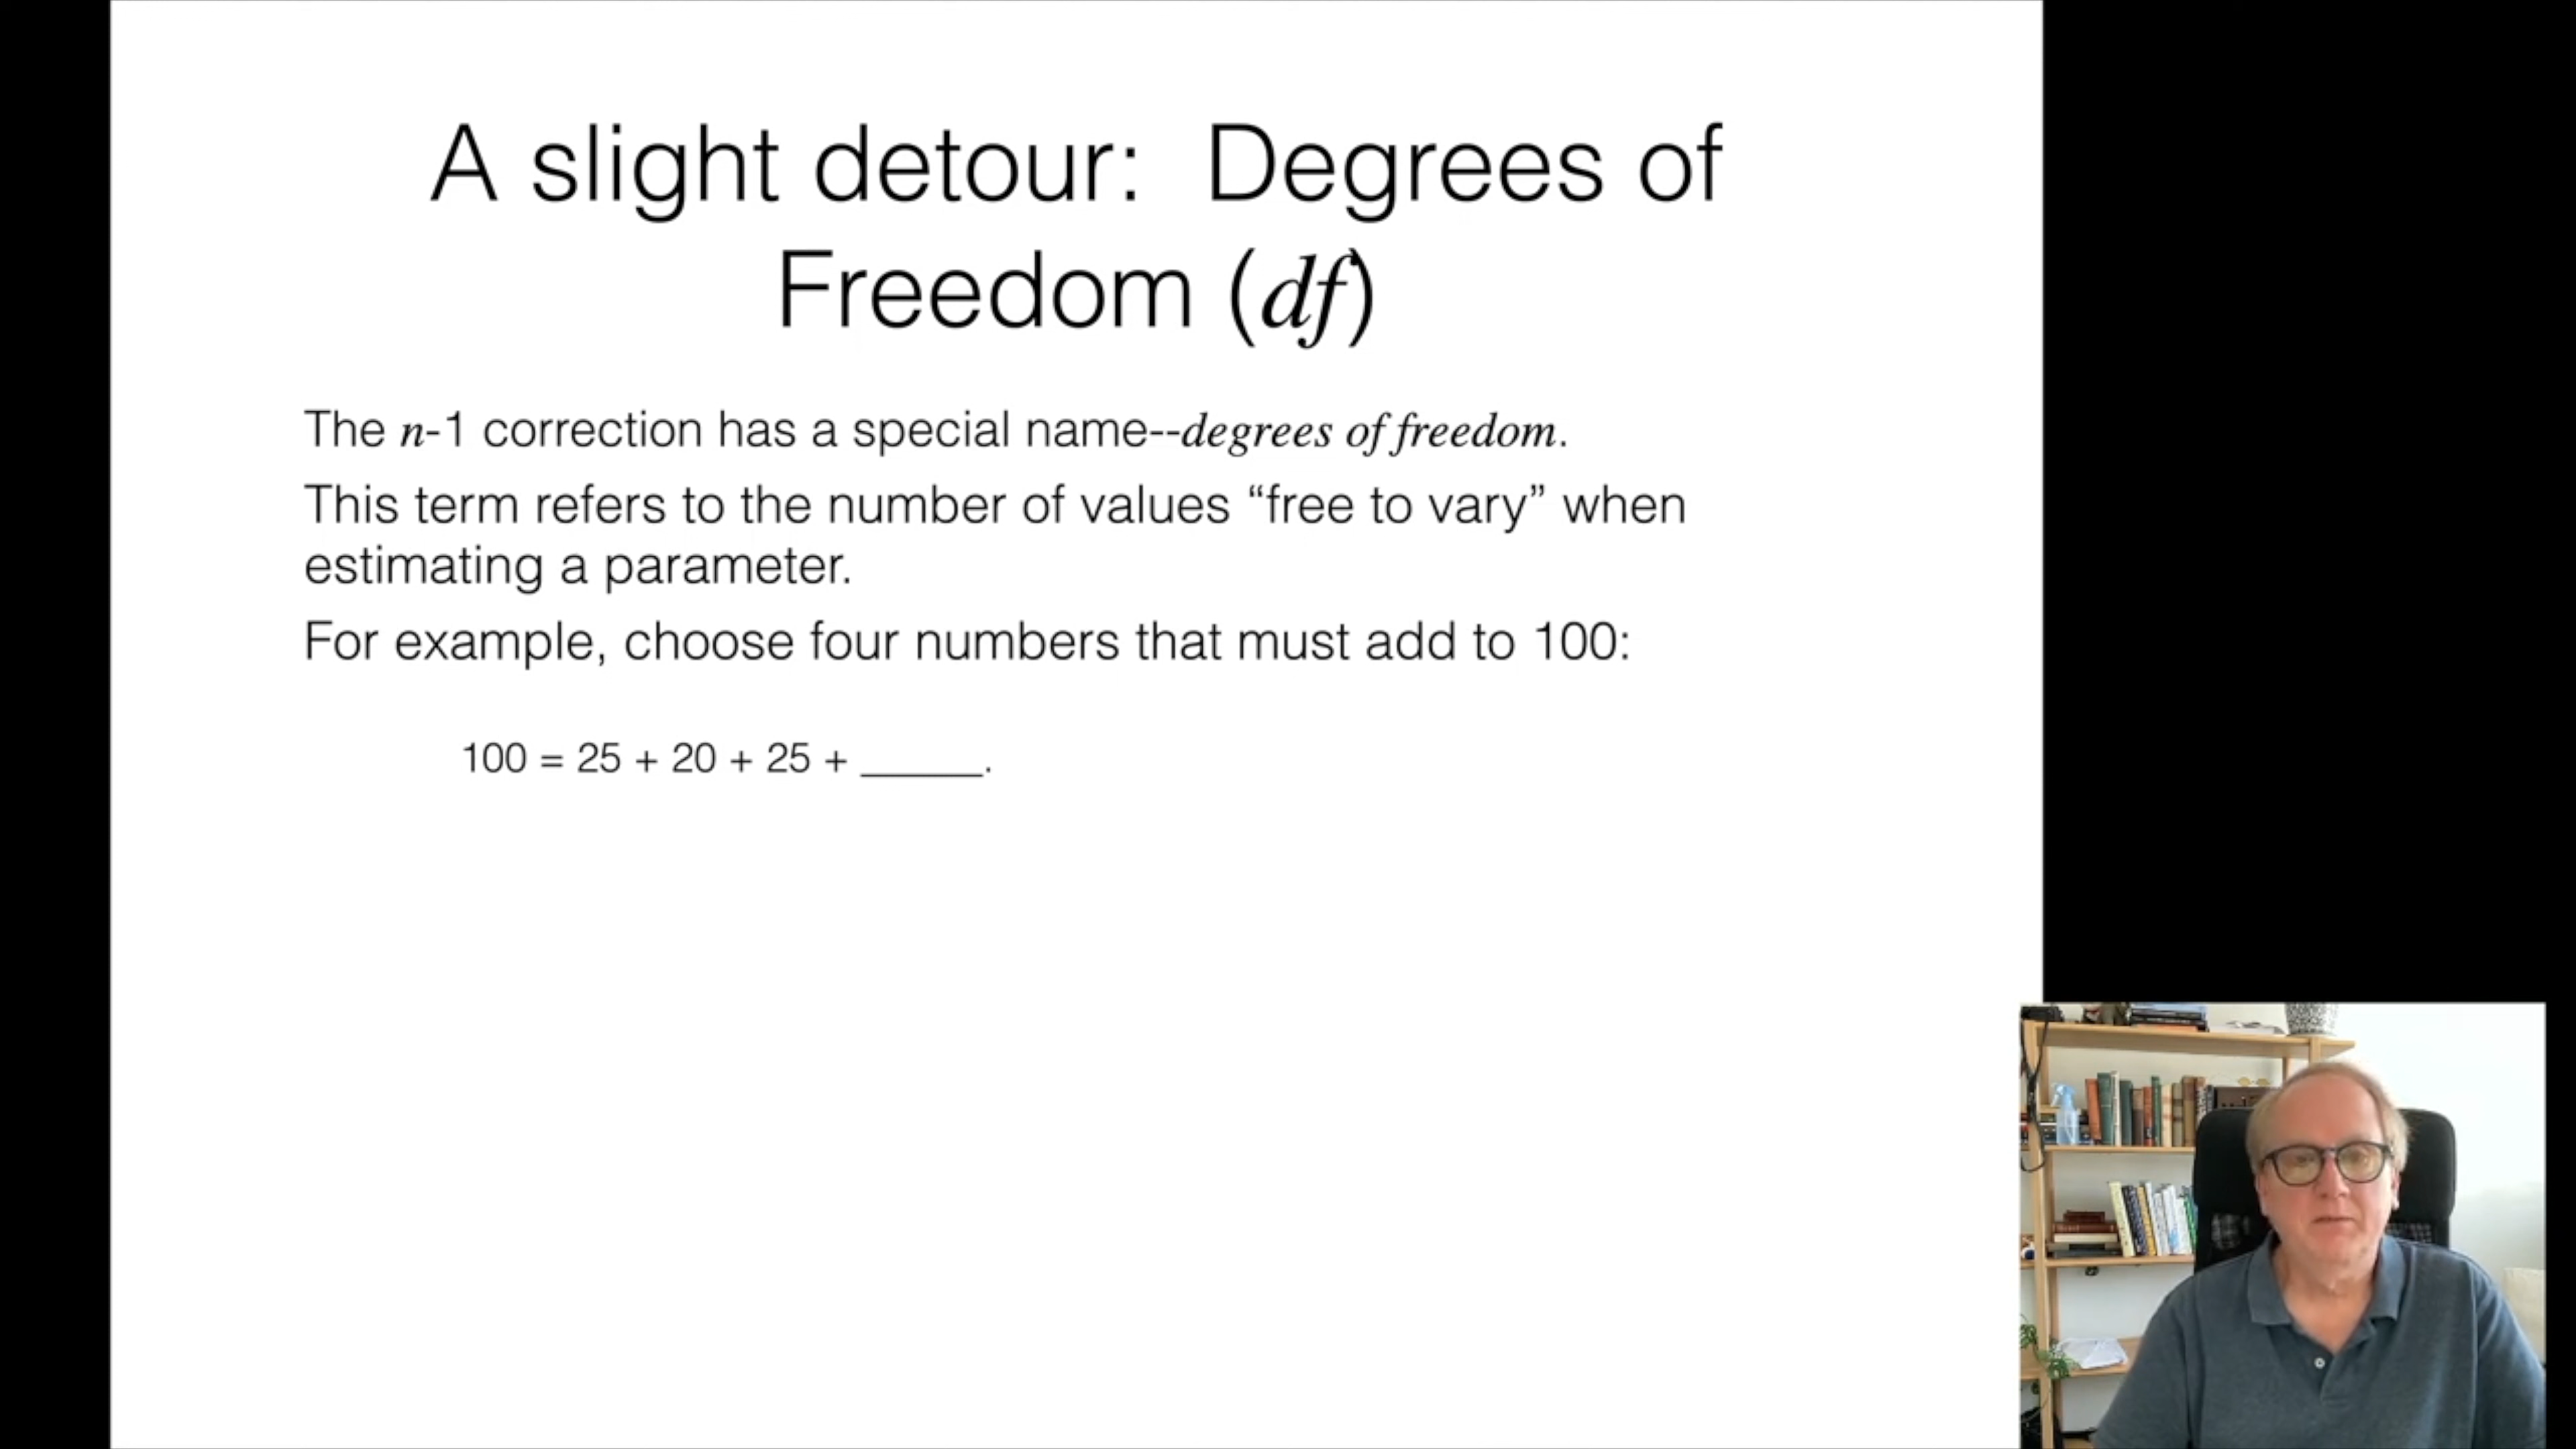 A slight detour:  Degrees of
Freedom (df)
The n-1 correction has a special name--degrees of freedom.
This term refers to the number of values “free to vary” when
estimating a parameter.
For example, choose four numbers that must add to 100:
100 = 25 + 20 + 25 + _____.